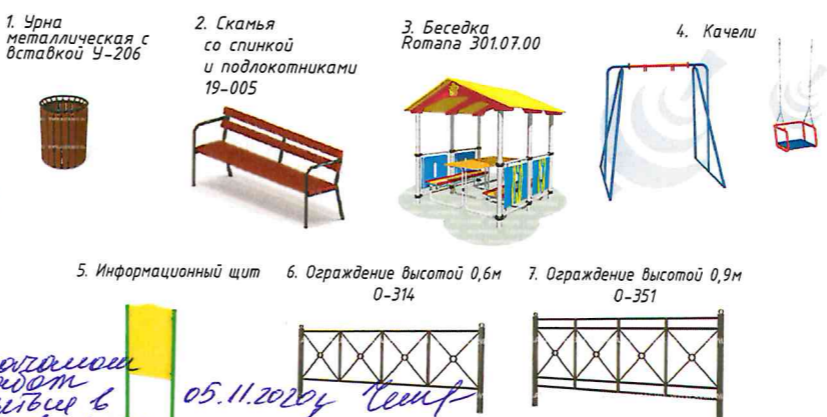 1. Урна
металлическая с
вставкой У-206
2. Скамья
со спинкой
и подлокотниками
19-005
3. Беседка
Romana 301.07.00
4. Качели
5. Информационный щит
6. Ограждение высотой 0,6м
О-314
7. Ограждение высотой 0,9м
О-351
в 05.11.2020г